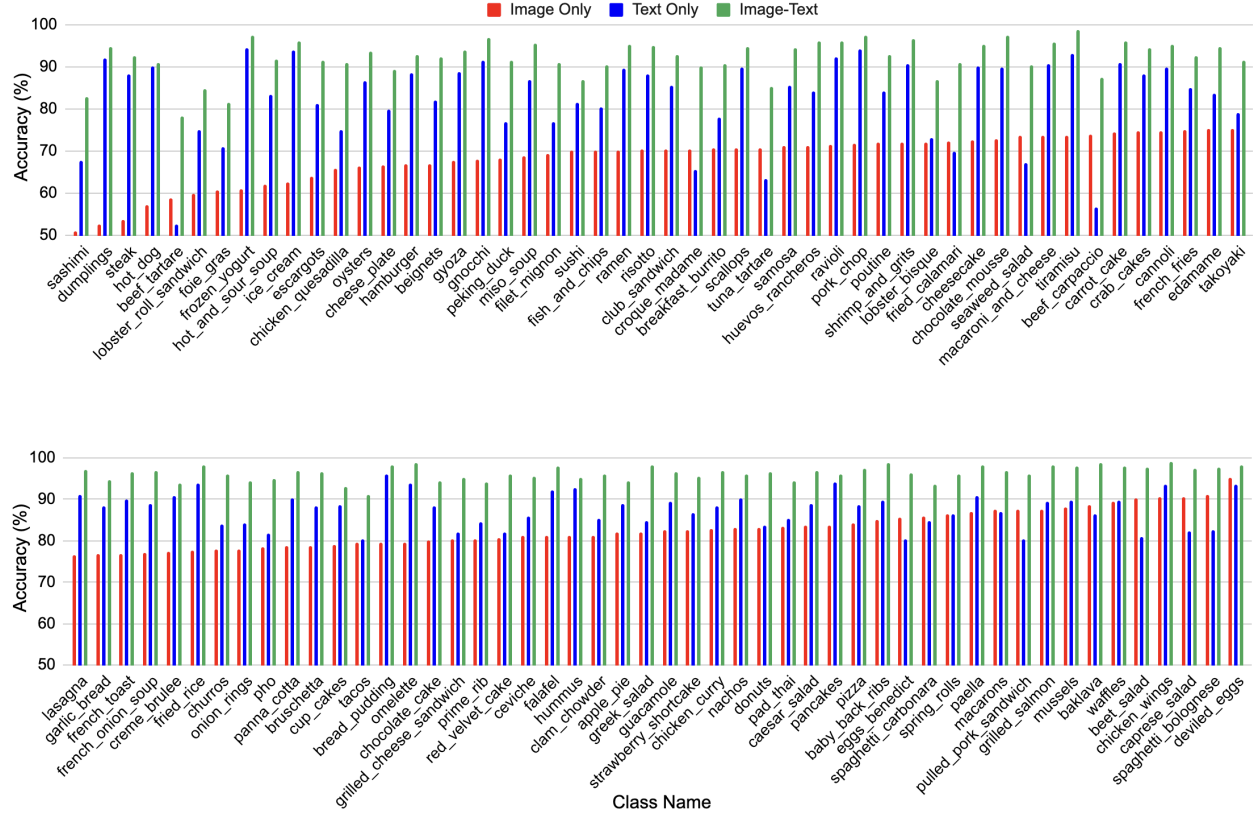 Image Only Text Only Image-Text
Accuracy (%)
100
90
80
70
60
50
sashimi
dumplings
steak
hot_dog
beef_tartare
lobster_roll_sandwich
foie_gras
frozen_yogurt
hot_and_sour_soup
ice_cream
escargots
chicken_quesadilla
oysters
cheese_plate
hamburger
beignets
gyoza
gnocchi
peking_duck
miso_soup
filet_mignon
sushi
fish_and_chips
ramen
risotto
club_sandwich
croque_madame
breakfast_burrito
scallops
tuna_tartare
samosa
huevos_rancheros
ravioli
pork_chop
poutine
shrimp_and_grits
lobster_bisque
fried_calamari
cheesecake
chocolate_mousse
seaweed_salad
macaroni_and_cheese
tiramisu
beef_carpaccio
carrot_cake
crab_cakes
cannoli
french_fries
edamame
takoyaki
Accuracy (%)
100
90
80
70
60
50
lasagna
garlic_bread
french_toast
french_onion_soup
creme_brulee
fried_rice
churros
onion_rings
pho
panna_cotta
bruschetta
cup_cakes
tacos
bread_pudding
omelette
chocolate_cake
grilled_cheese_sandwich
prime_rib
red_velvet_cake
ceviche
falafel
hummus
clam_chowder
apple_pie
greek_salad
guacamole
strawberry_shortcake
chicken_curry
nachos
donuts
pad_thai
caesar_salad
pancakes
pizza
baby_back_ribs
eggs_benedict
spaghetti_carbonara
spring_rolls
paella
macarons
pulled_pork_sandwich
grilled_salmon
mussels
baklava
waffles
beet_salad
chicken_wings
caprese_salad
spaghetti_bolognese
deviled_eggs
Class Name